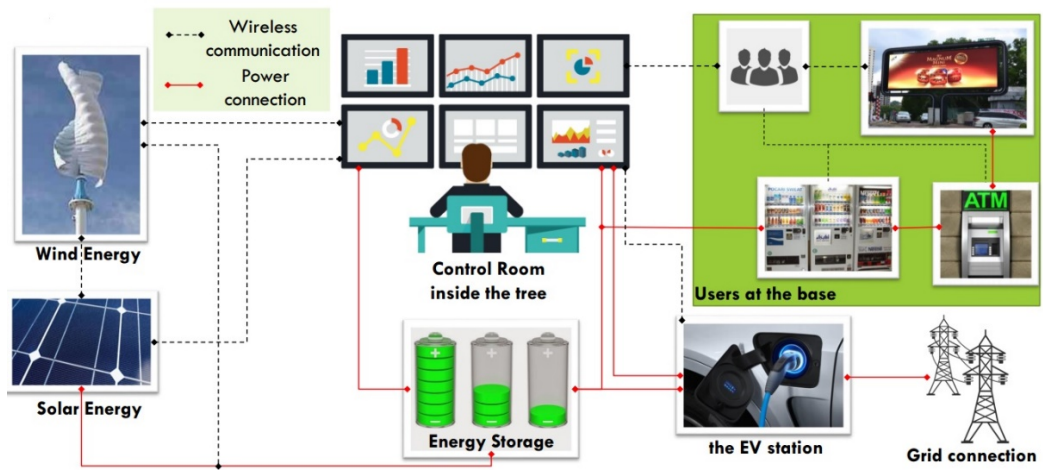 Wireless
communication
Power
connection
Wind Energy
Solar Energy
Control Room
inside the tree
Energy Storage
ATM
Users at the base
the EV station
Grid connection